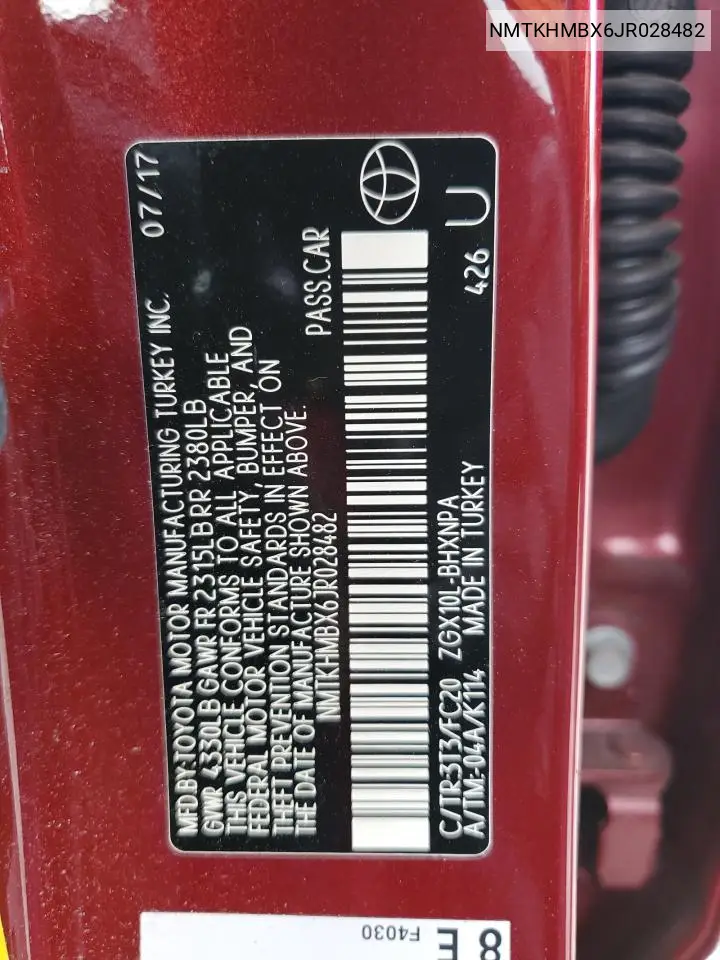 NMTKHMBX6JR028482
MFD.BY:TOYOTA MOTOR MANUFACTURING TURKEY INC. 07/17
GVWR 4330LB GAWR FR 2315LB RR 2380LB
THIS VEHICLE CONFORMS TO ALL APPLICABLE
FEDERAL MOTOR VEHICLE SAFETY, BUMPER, AND
THEFT PREVENTION STANDARDS IN EFFECT ON
THE DATE OF MANUFACTURE SHOWN ABOVE.
NMTKHMBX6JR028482 PASS.CAR
C/TR:3T3/FC20 ZGX10L-BHXNPA 426 U
A/TM:-04A/K114 MADE IN TURKEY
F4030
8
E